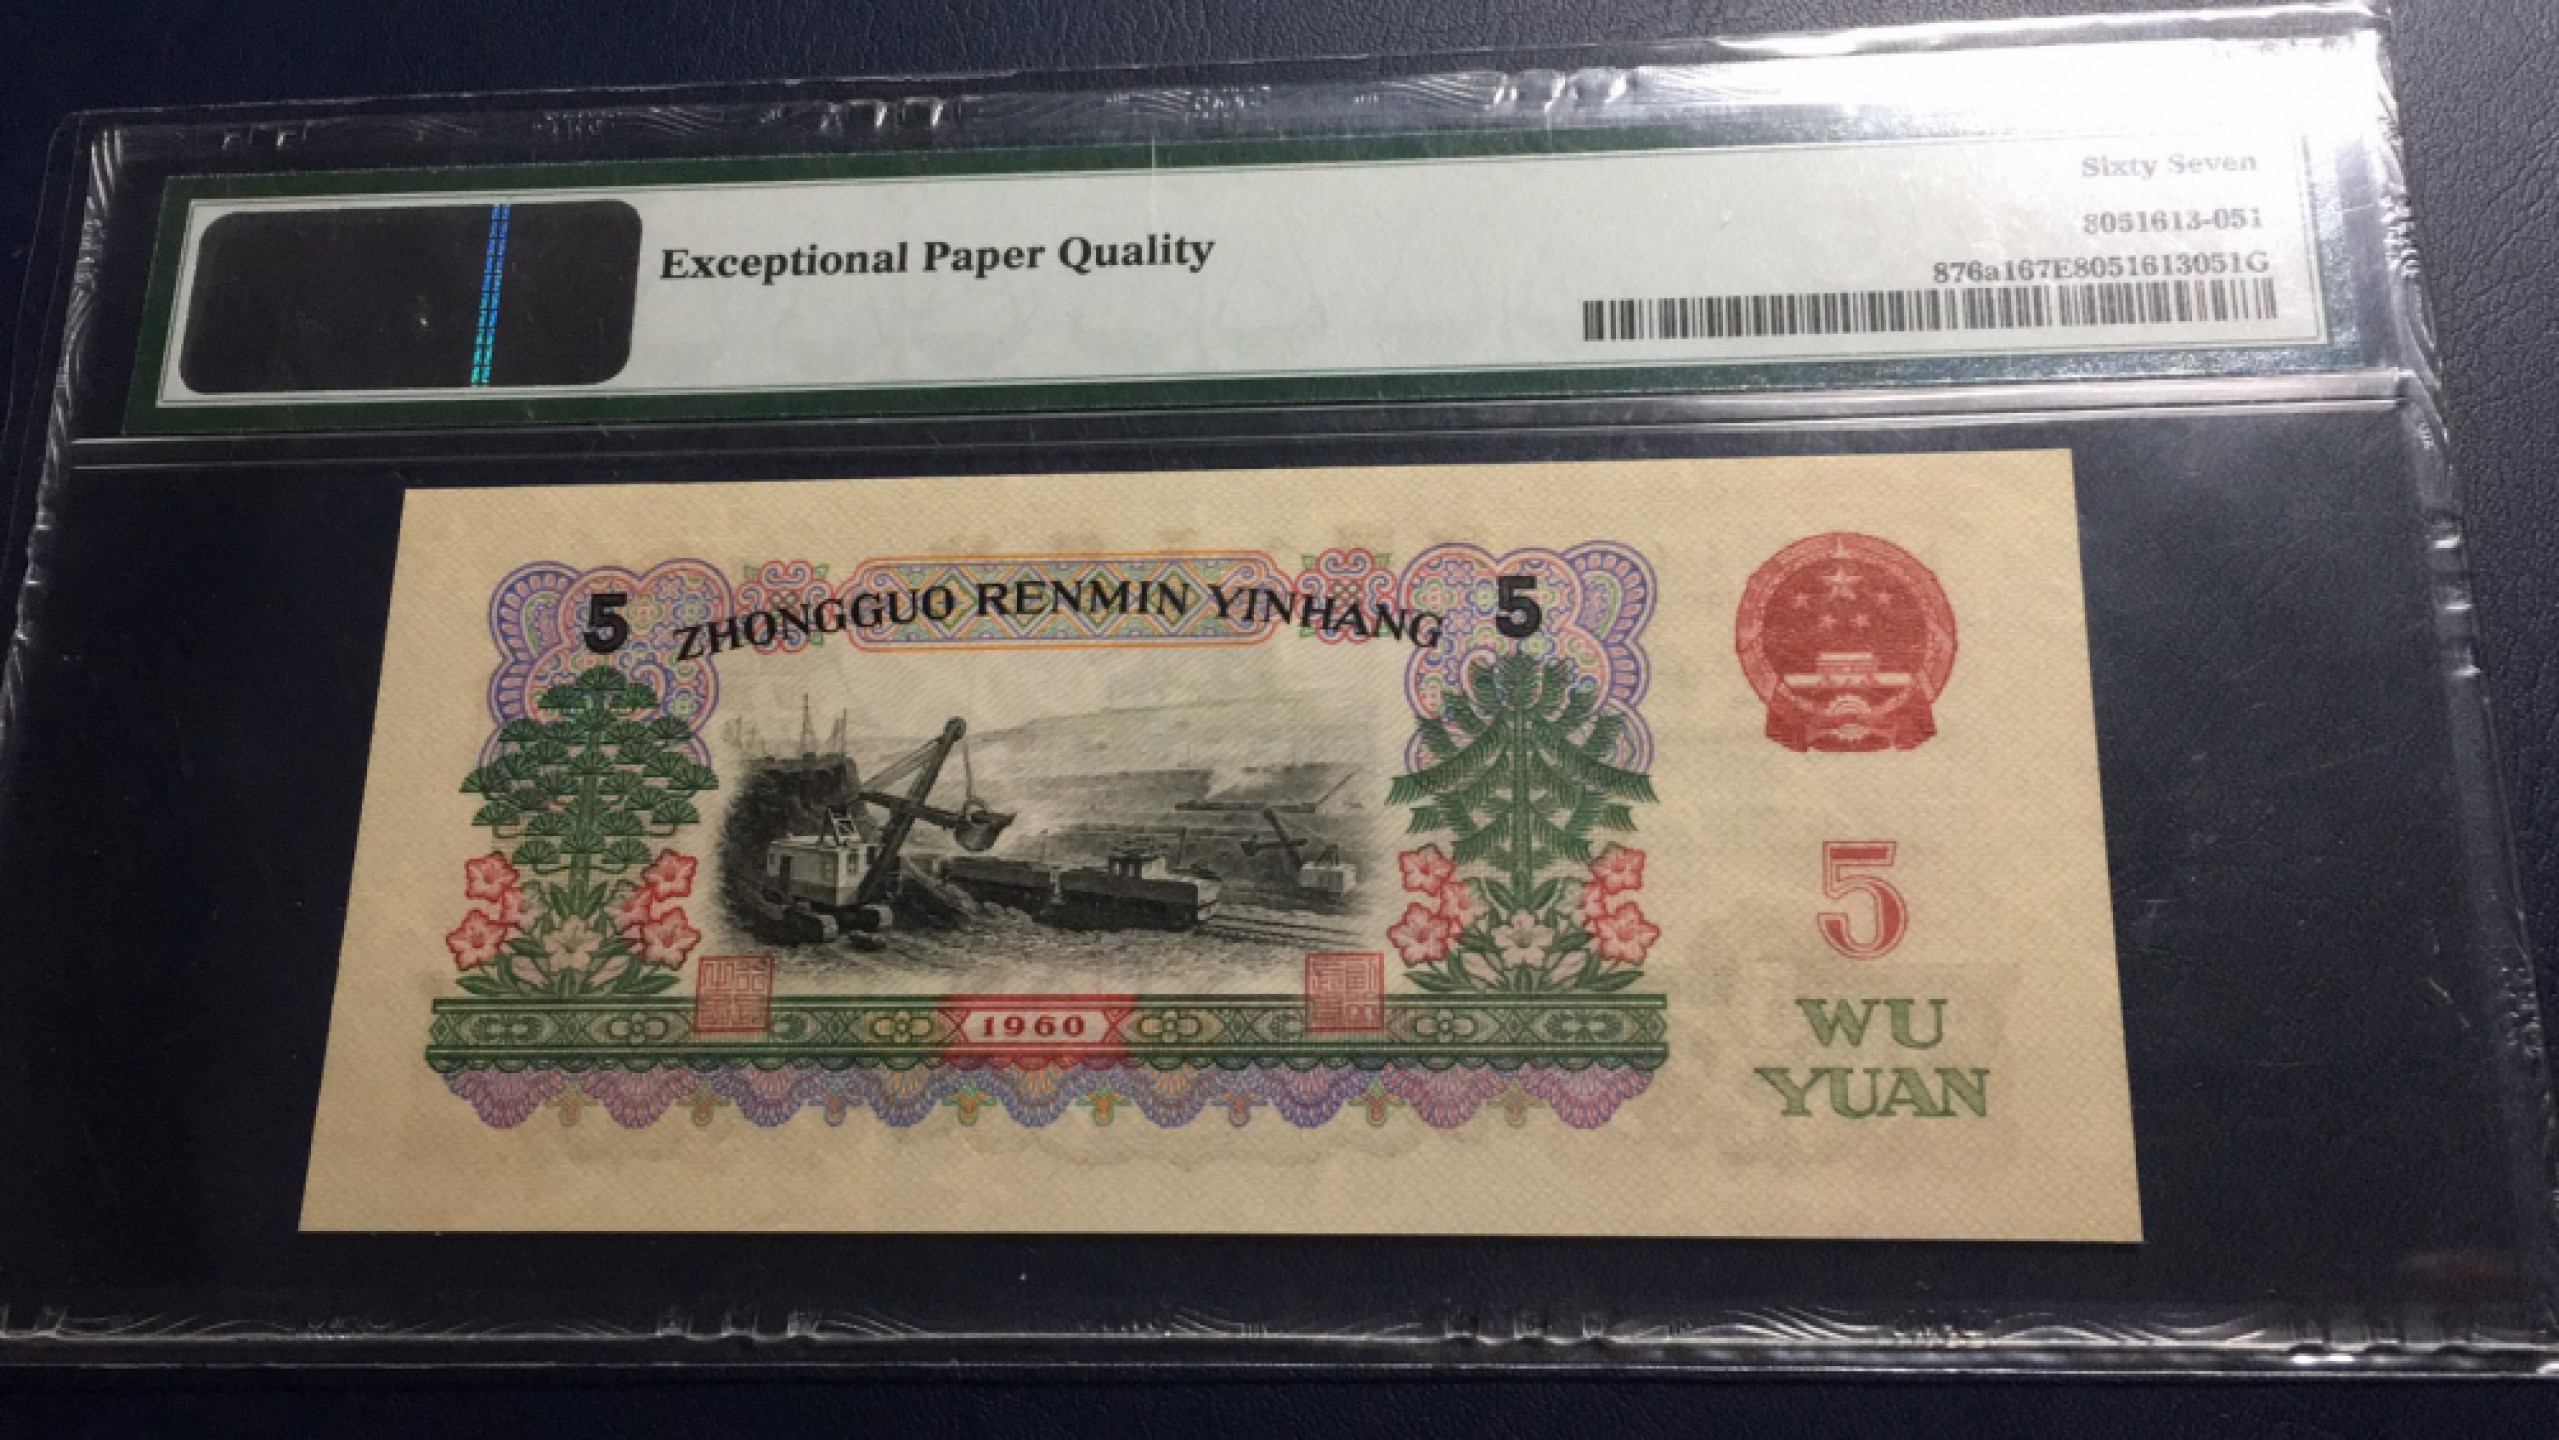 Sixty Seven
8051613-051
Exceptional Paper Quality
876a167E8051613051G
5 ZHONGGUO RENMIN YINHANG 5
5
1960
WU
YUAN